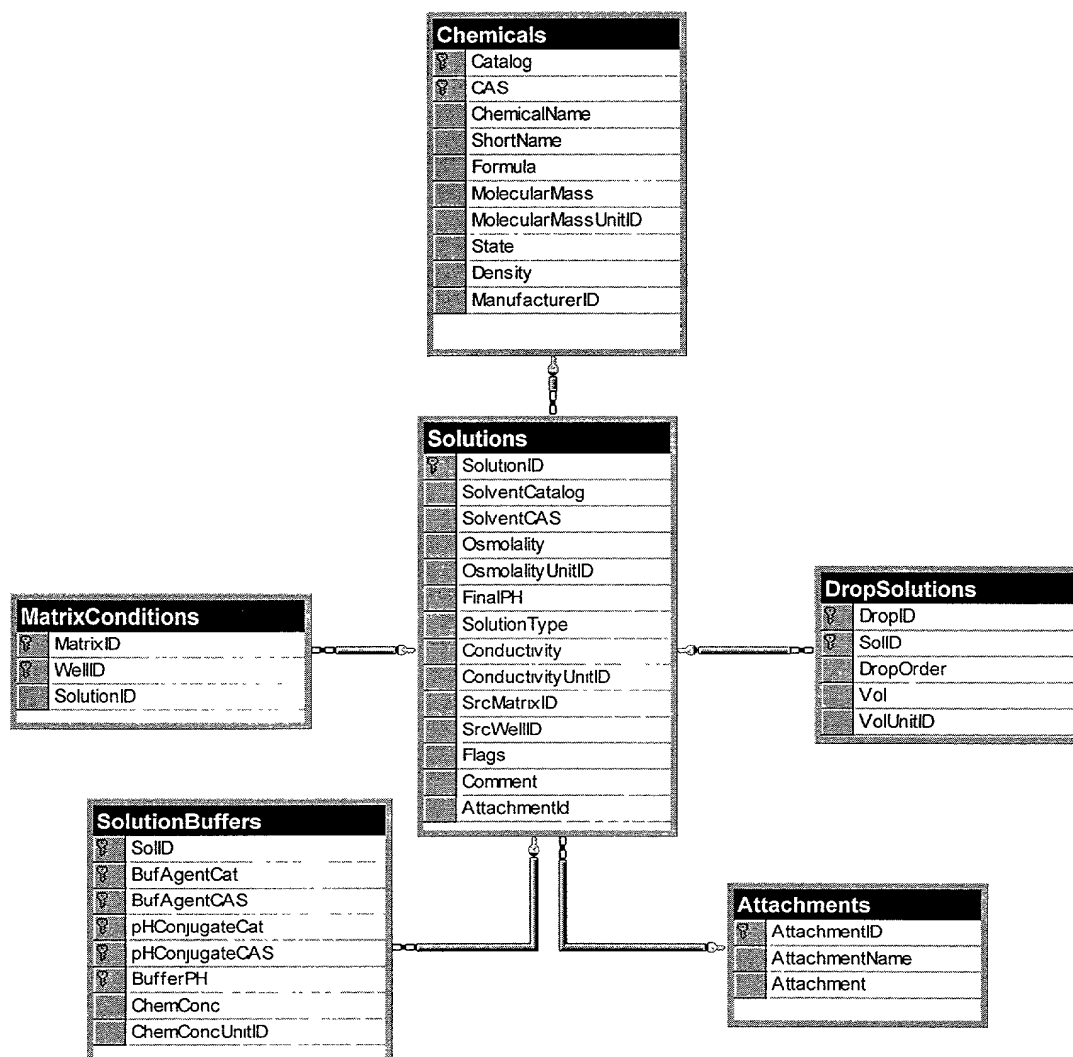 Chemicals
Catalog
CAS
ChemicalName
ShortName
Formula
MolecularMass
MolecularMassUnitID
State
Density
ManufacturerID
Solutions
SolutionID
SolventCatalog
SolventCAS
Osmolality
OsmolalityUnitID
FinalPH
SolutionType
Conductivity
ConductivityUnitID
SrcMatrixID
SrcWellID
Flags
Comment
AttachmentId
MatrixConditions
MatrixID
WellID
SolutionID
DropSolutions
DropID
SolID
DropOrder
Vol
VolUnitID
SolutionBuffers
SolID
BufAgentCat
BufAgentCAS
pHConjugateCat
pHConjugateCAS
BufferPH
ChemConc
ChemConcUnitID
Attachments
AttachmentID
AttachmentName
Attachment